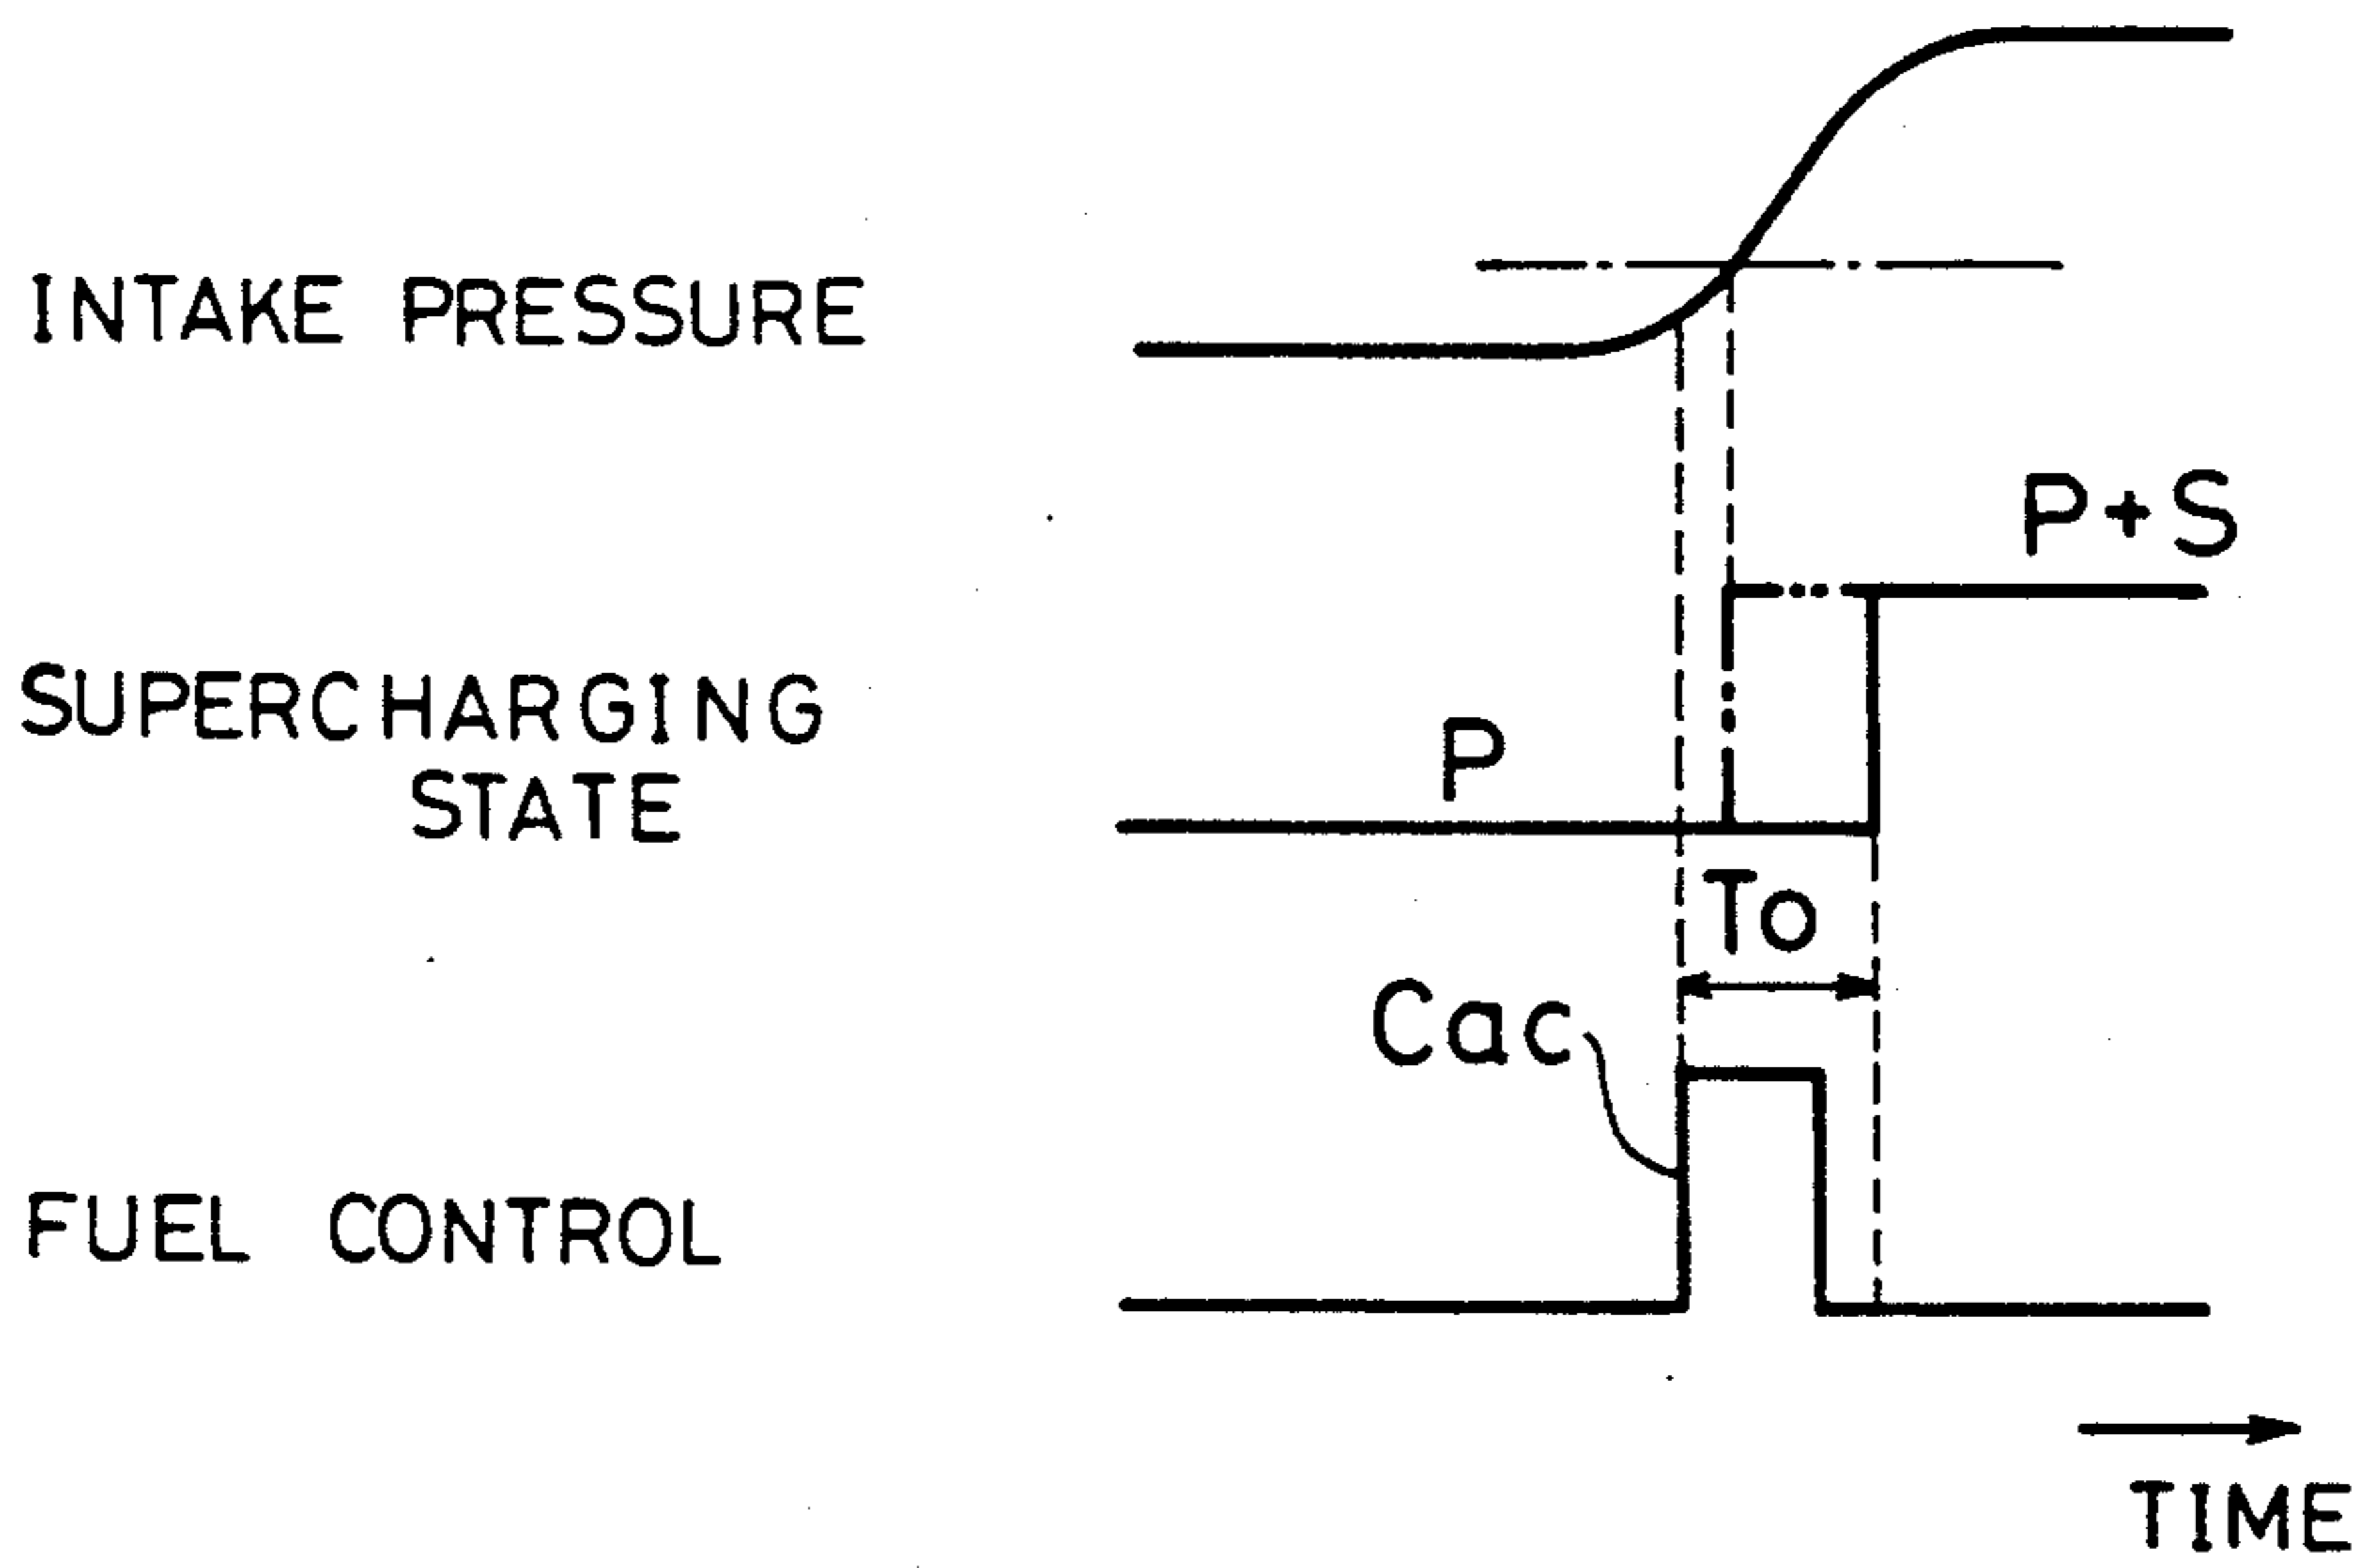 INTAKE PRESSURE
P+S
SUPERCHARGING
STATE
P
To
Cac
FUEL CONTROL
TIME